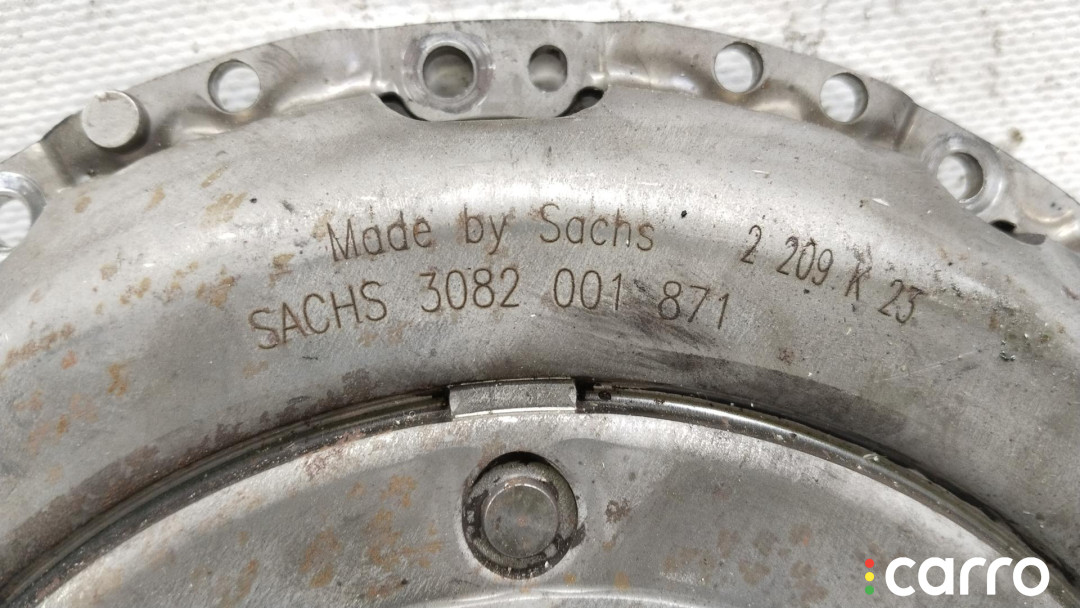 Made by Sachs
2 209 K 23
SACHS 3082 001 871
carro